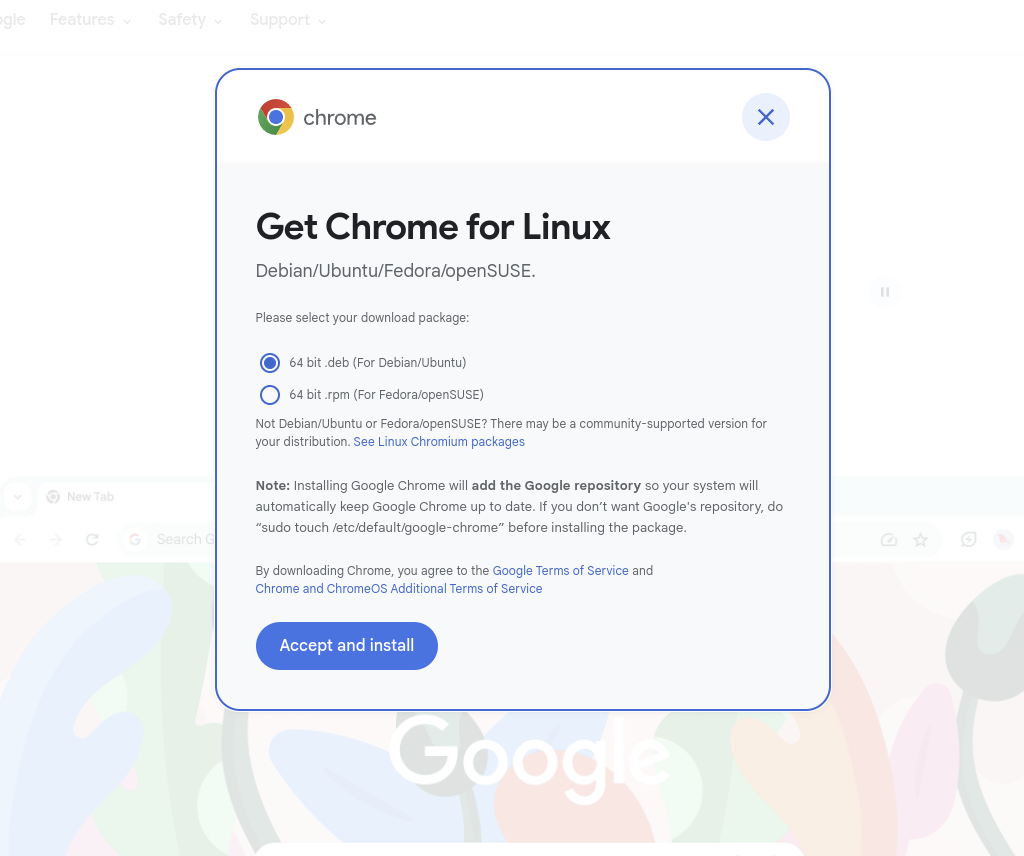 ogle Features Safety Support
chrome
Get Chrome for Linux
Debian/Ubuntu/Fedora/openSUSE.
Please select your download package:
64 bit .deb (For Debian/Ubuntu)
64 bit .rpm (For Fedora/openSUSE)
Not Debian/Ubuntu or Fedora/openSUSE? There may be a community-supported version for
your distribution. See Linux Chromium packages
New Tab
Note: Installing Google Chrome will add the Google repository so your system will
automatically keep Google Chrome up to date. If you don’t want Google's repository, do
“sudo touch /etc/default/google-chrome” before installing the package.
Search G
By downloading Chrome, you agree to the Google Terms of Service and
Chrome and ChromeOS Additional Terms of Service
Accept and install
Google